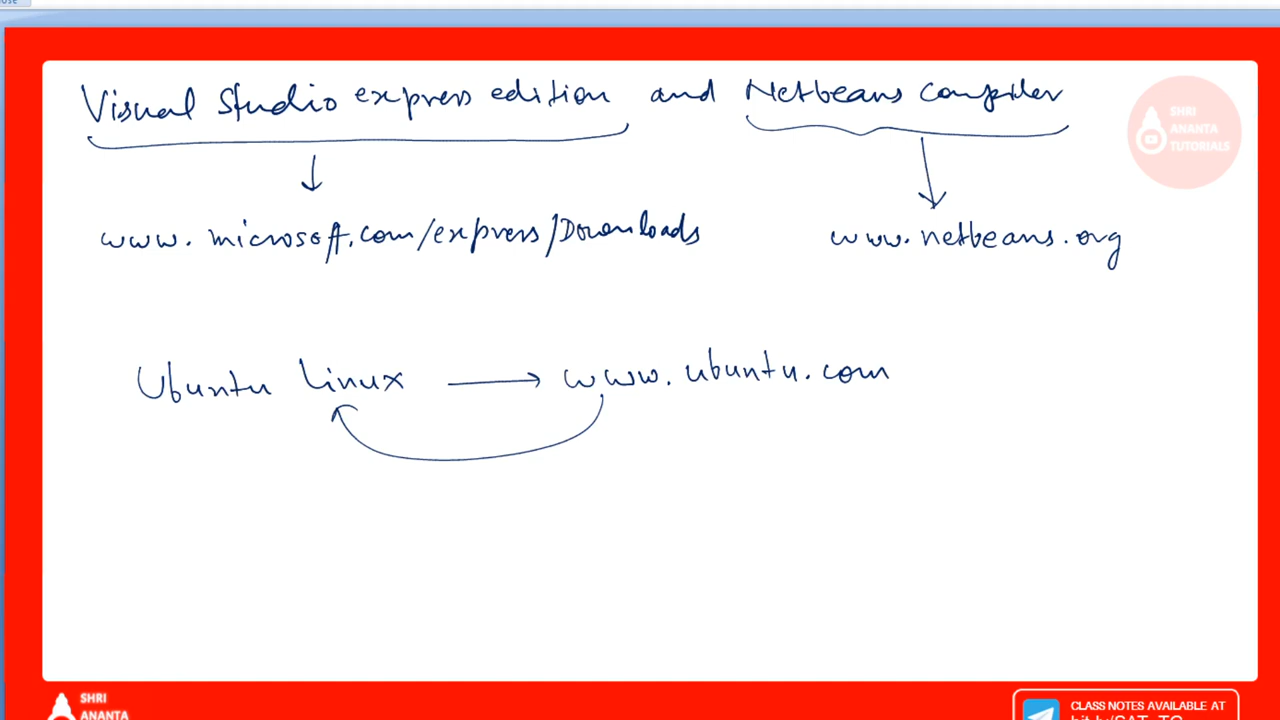 Visual Studio express edition and Netbeans compiler
www.microsoft.com/express/Downloads
www.netbeans.org
Ubuntu Linux www.ubuntu.com
SHRI
ANANTA
TUTORIALS
SHRI
ANANTA
CLASS NOTES AVAILABLE AT